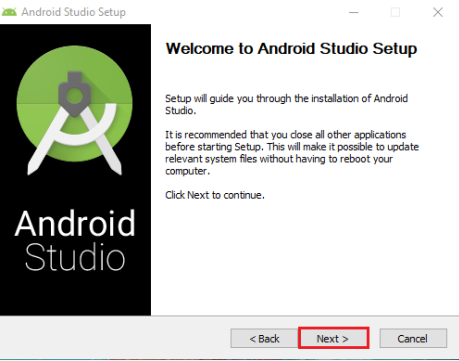 Android Studio Setup
Welcome to Android Studio Setup
Setup will guide you through the installation of Android
Studio.
It is recommended that you close all other applications
before starting Setup. This will make it possible to update
relevant system files without having to reboot your
computer.
Click Next to continue.
Android
Studio
< Back
Next >
Cancel